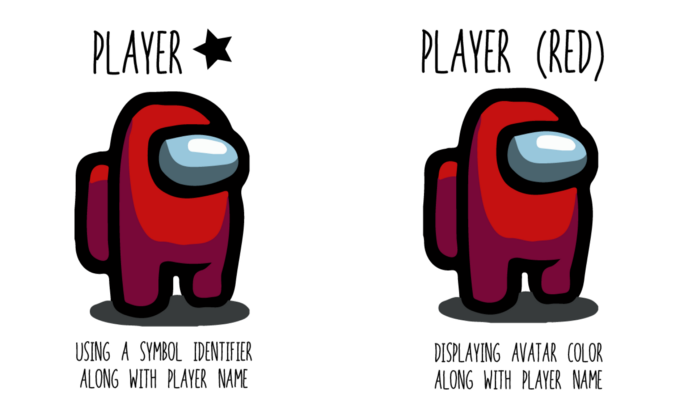 PLAYER ★
USING A SYMBOL IDENTIFIER
ALONG WITH PLAYER NAME
PLAYER (RED)
DISPLAYING AVATAR COLOR
ALONG WITH PLAYER NAME